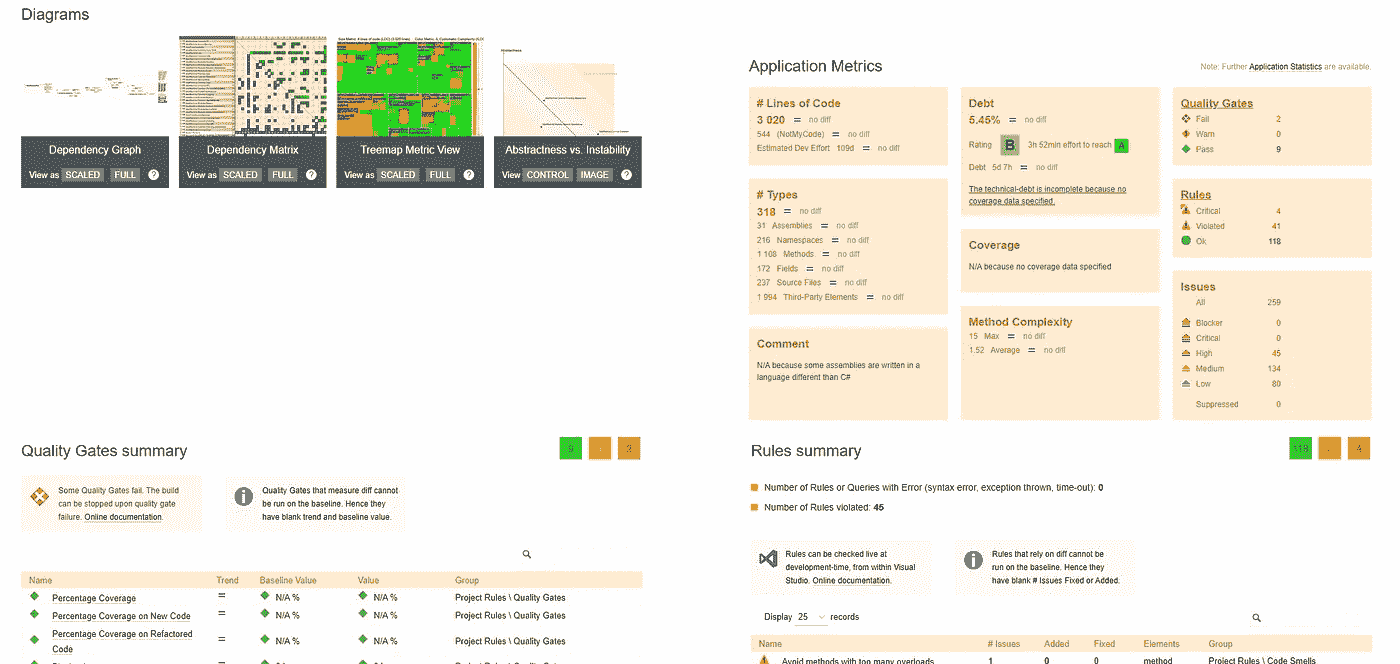 Diagrams
Dependency Graph
View as SCALED FULL ?
Dependency Matrix
View as SCALED FULL ?
Treemap Metric View
View as SCALED FULL ?
Abstractness vs. Instability
View CONTROL IMAGE ?
Application Metrics
Note: Further Application Statistics are available.
# Lines of Code
3 020 = no diff
544 (NotMyCode) = no diff
Estimated Dev Effort 109d = no diff
# Types
318 = no diff
31 Assemblies = no diff
216 Namespaces = no diff
1 108 Methods = no diff
172 Fields = no diff
237 Source Files = no diff
1 994 Third-Party Elements = no diff
Comment
N/A because some assemblies are written in a
language different than C#
Debt
5.45% = no diff
Rating B 3h 52min effort to reach A
Debt 5d 7h = no diff
The technical-debt is incomplete because no
coverage data specified.
Coverage
N/A because no coverage data specified
Method Complexity
15 Max = no diff
1.52 Average = no diff
Quality Gates
Fail 2
Warn 0
Pass 9
Rules
Critical 4
Violated 41
Ok 118
Issues
All 259
Blocker 0
Critical 0
High 45
Medium 134
Low 80
Suppressed 0
Quality Gates summary
Some Quality Gates fail. The build
can be stopped upon quality gate
failure. Online documentation.
Quality Gates that measure diff cannot
be run on the baseline. Hence they
have blank trend and baseline value.
Name Trend Baseline Value Value Group
Percentage Coverage = N/A % N/A % Project Rules \ Quality Gates
Percentage Coverage on New Code = N/A % N/A % Project Rules \ Quality Gates
Percentage Coverage on Refactored
Code = N/A % N/A % Project Rules \ Quality Gates
Rules summary
118 4
Number of Rules or Queries with Error (syntax error, exception thrown, time-out): 0
Number of Rules violated: 45
Rules can be checked live at
development-time, from within Visual
Studio. Online documentation.
Rules that rely on diff cannot be
run on the baseline. Hence they
have blank # Issues Fixed or Added.
Display 25 records
Name # Issues Added Fixed Elements Group
Avoid methods with too many overloads 1 0 0 method Project Rules \ Code Smells